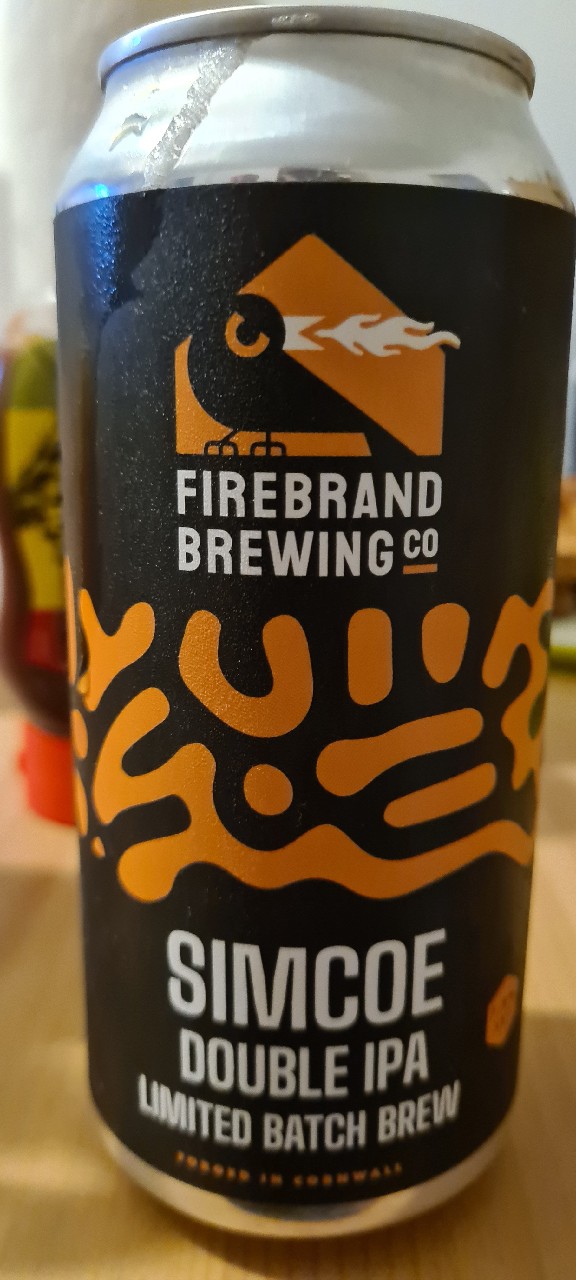 FIREBRAND
BREWING CO
SIMCOE
DOUBLE IPA
LIMITED BATCH BREW
FORGED IN CORNWALL